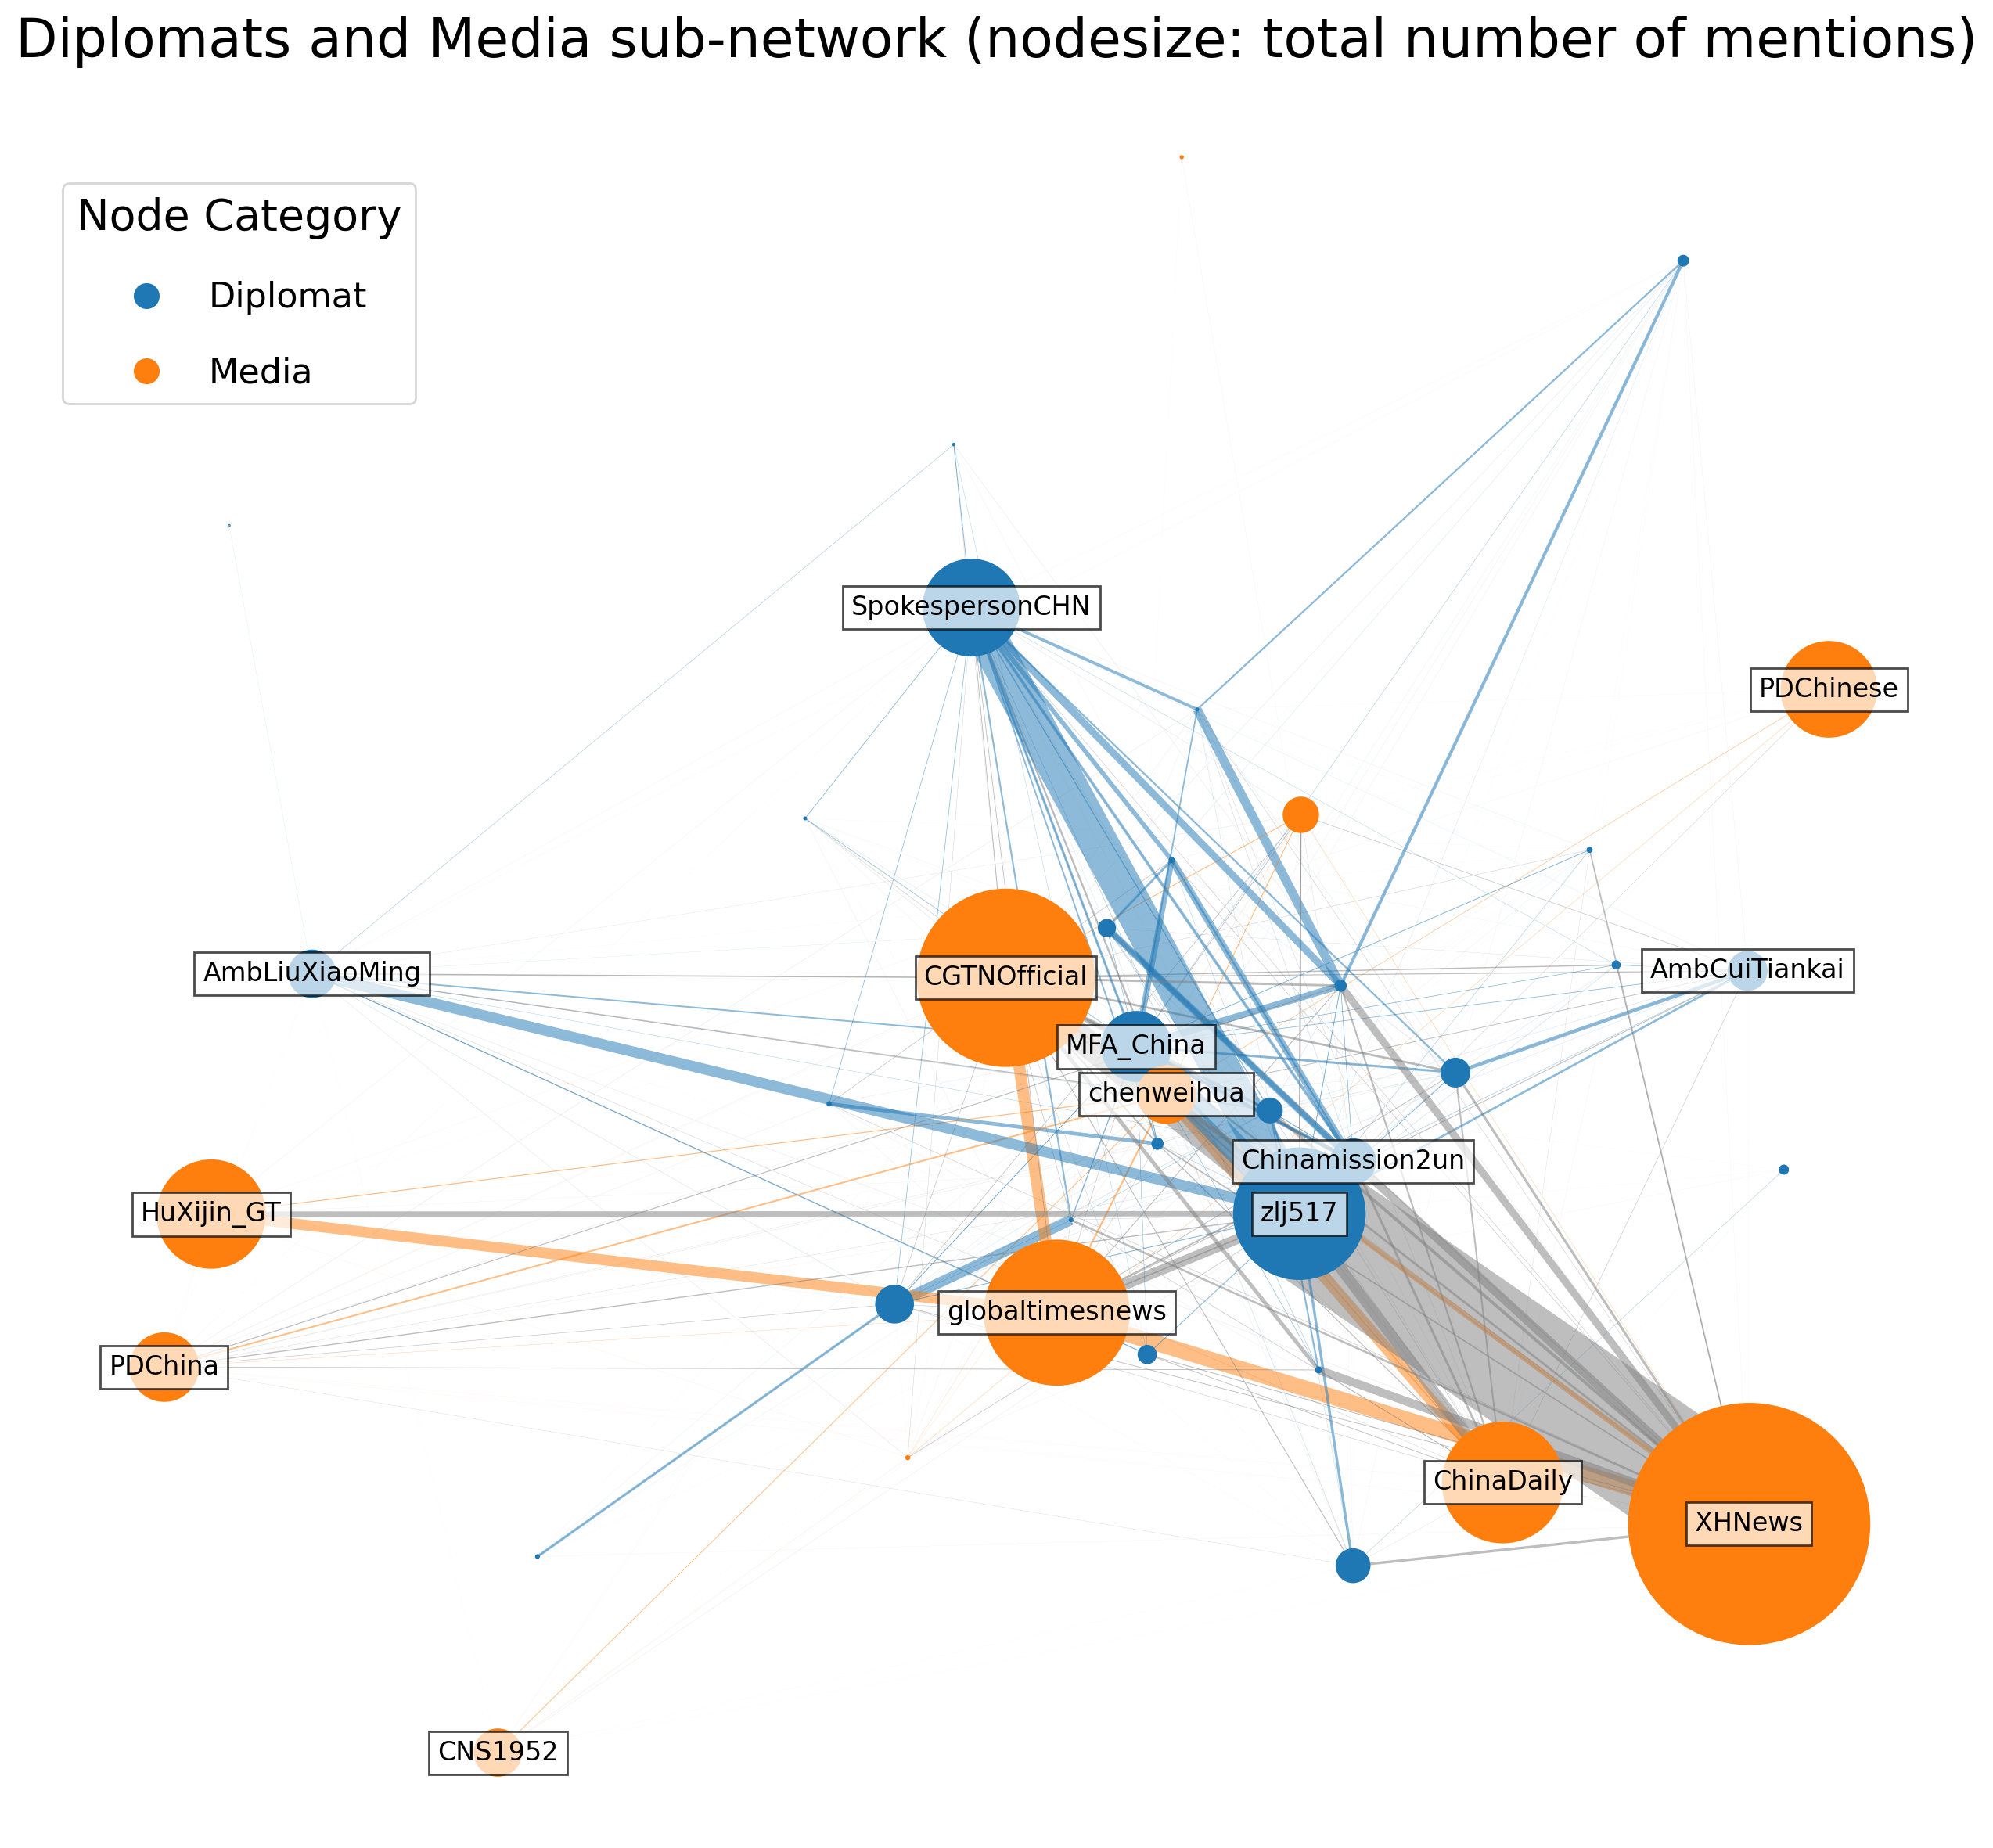 Diplomats and Media sub-network (nodesize: total number of mentions)
Node Category
Diplomat
Media
SpokespersonCHN
PDChinese
AmbLiuXiaoMing
CGTNOfficial
AmbCuiTiankai
MFA_China
chenweihua
Chinamission2un
HuXijin_GT
zlj517
globaltimesnews
PDChina
ChinaDaily
XHNews
CNS1952